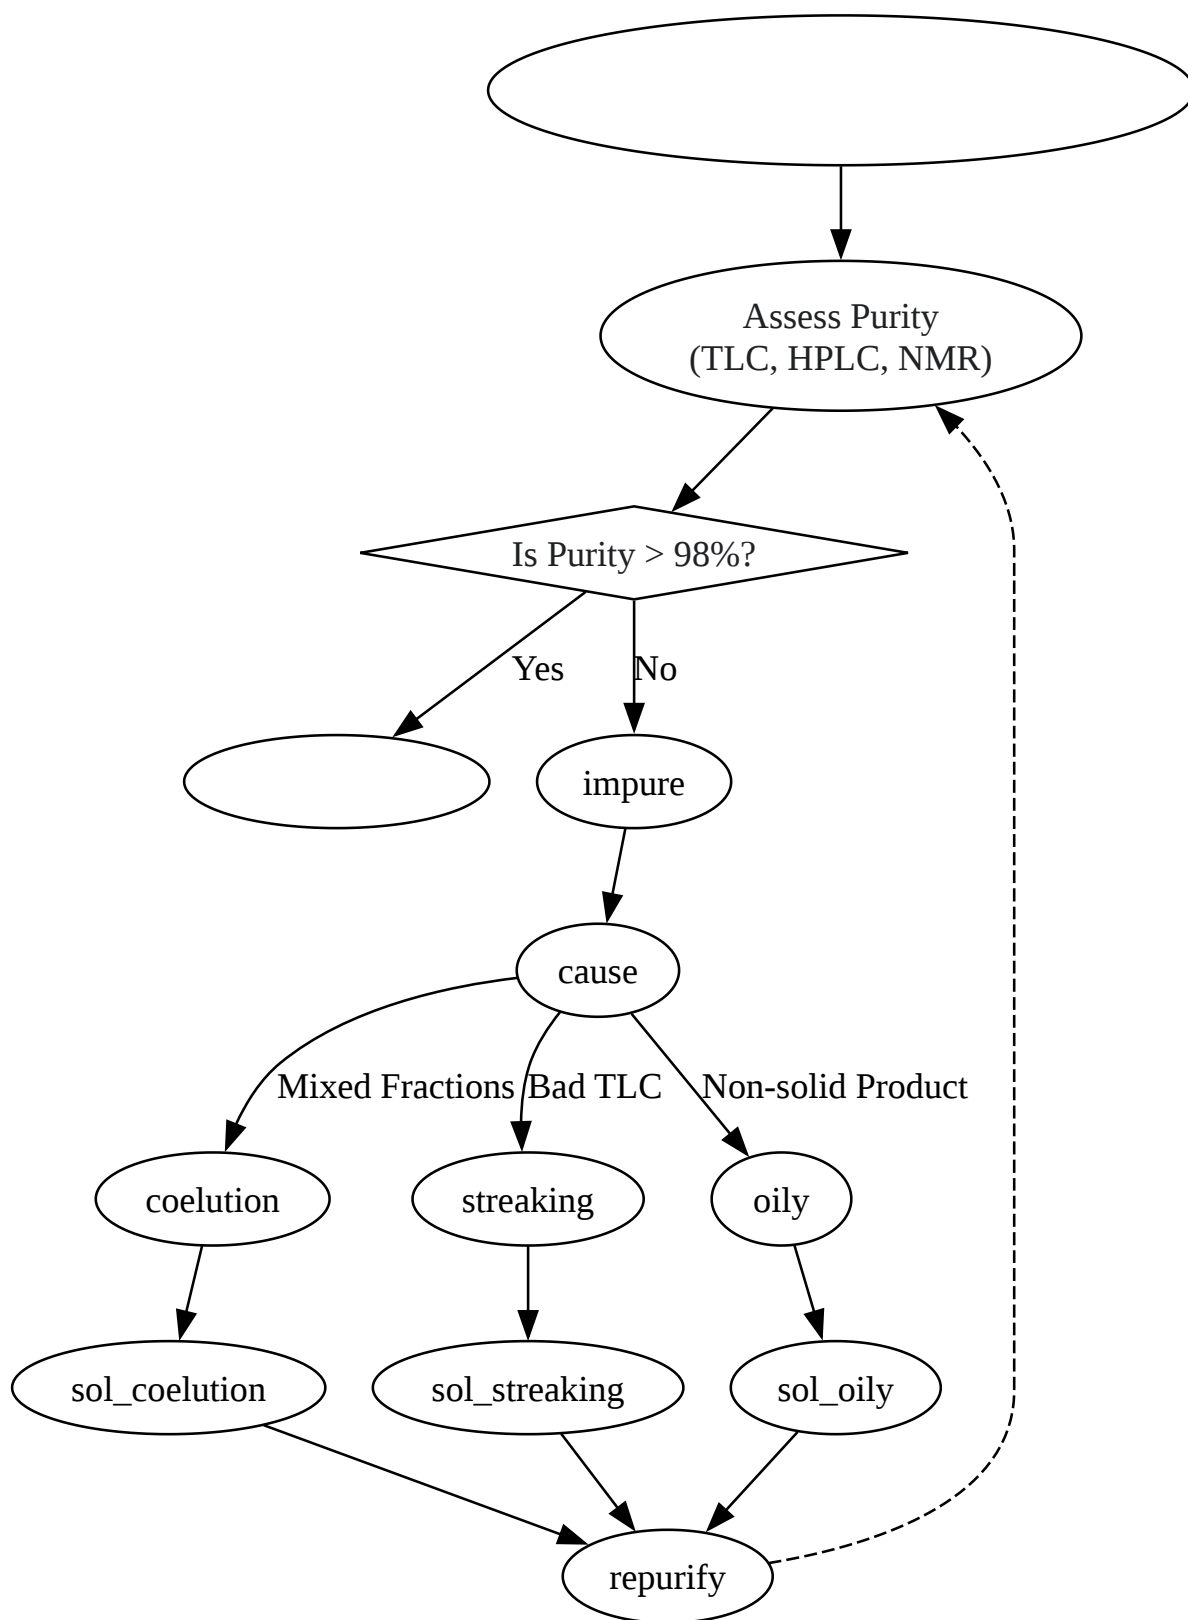 Assess Purity
(TLC, HPLC, NMR)
Is Purity > 98%?
Yes
No
impure
cause
Mixed Fractions
Bad TLC
Non-solid Product
coelution
streaking
oily
sol_coelution
sol_streaking
sol_oily
repurify